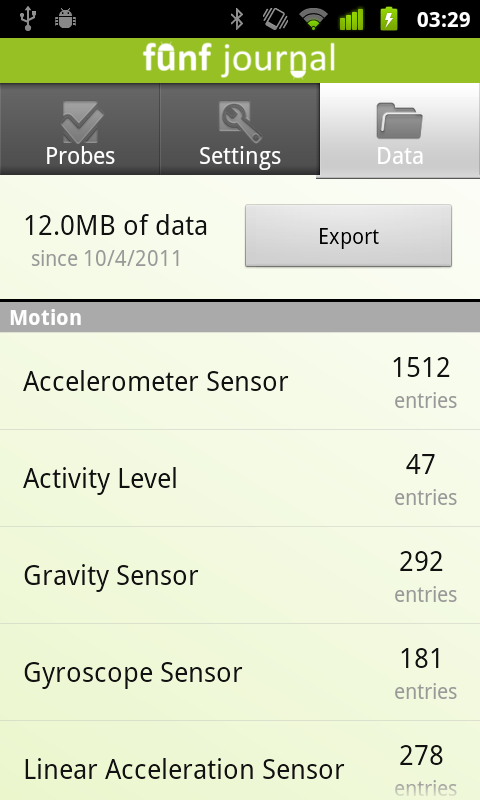 03:29
funf journal
Probes
Settings
Data
12.0MB of data
since 10/4/2011
Export
Motion
Accelerometer Sensor
1512
entries
Activity Level
47
entries
Gravity Sensor
292
entries
Gyroscope Sensor
181
entries
Linear Acceleration Sensor
278
entries